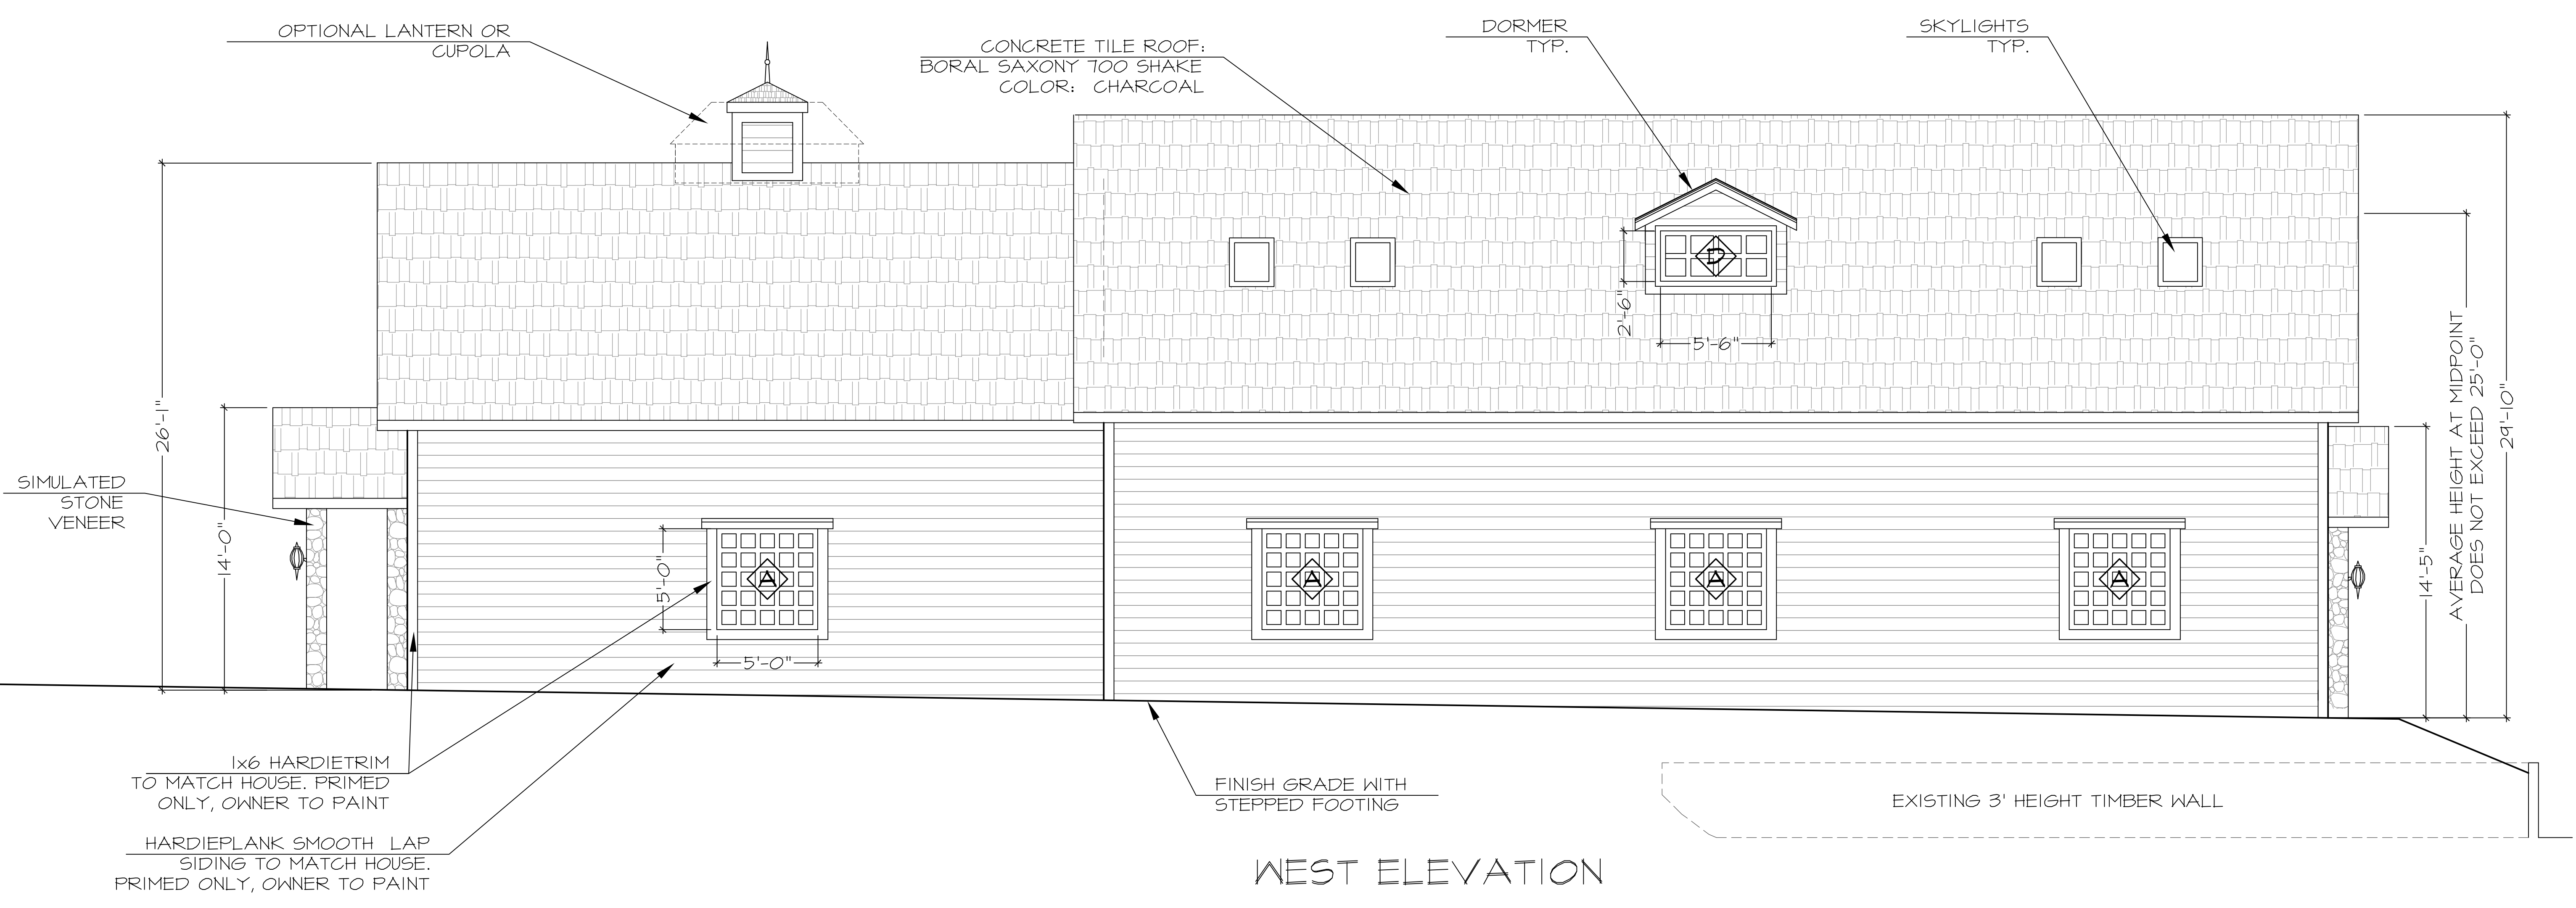 OPTIONAL LANTERN OR
CUPOLA
CONCRETE TILE ROOF:
BORAL SAXONY 700 SHAKE
COLOR: CHARCOAL
DORMER
TYP.
SKYLIGHTS
TYP.
26'-1"
14'-0"
SIMULATED
STONE
VENEER
D
2'-6"
5'-6"
A
5'-0"
5'-0"
A
A
A
14'-5"
AVERAGE HEIGHT AT MIDPOINT
DOES NOT EXCEED 25'-0"
29'-10"
1x6 HARDIETRIM
TO MATCH HOUSE. PRIMED
ONLY, OWNER TO PAINT
HARDIEPLANK SMOOTH LAP
SIDING TO MATCH HOUSE.
PRIMED ONLY, OWNER TO PAINT
FINISH GRADE WITH
STEPPED FOOTING
EXISTING 3' HEIGHT TIMBER WALL
WEST ELEVATION